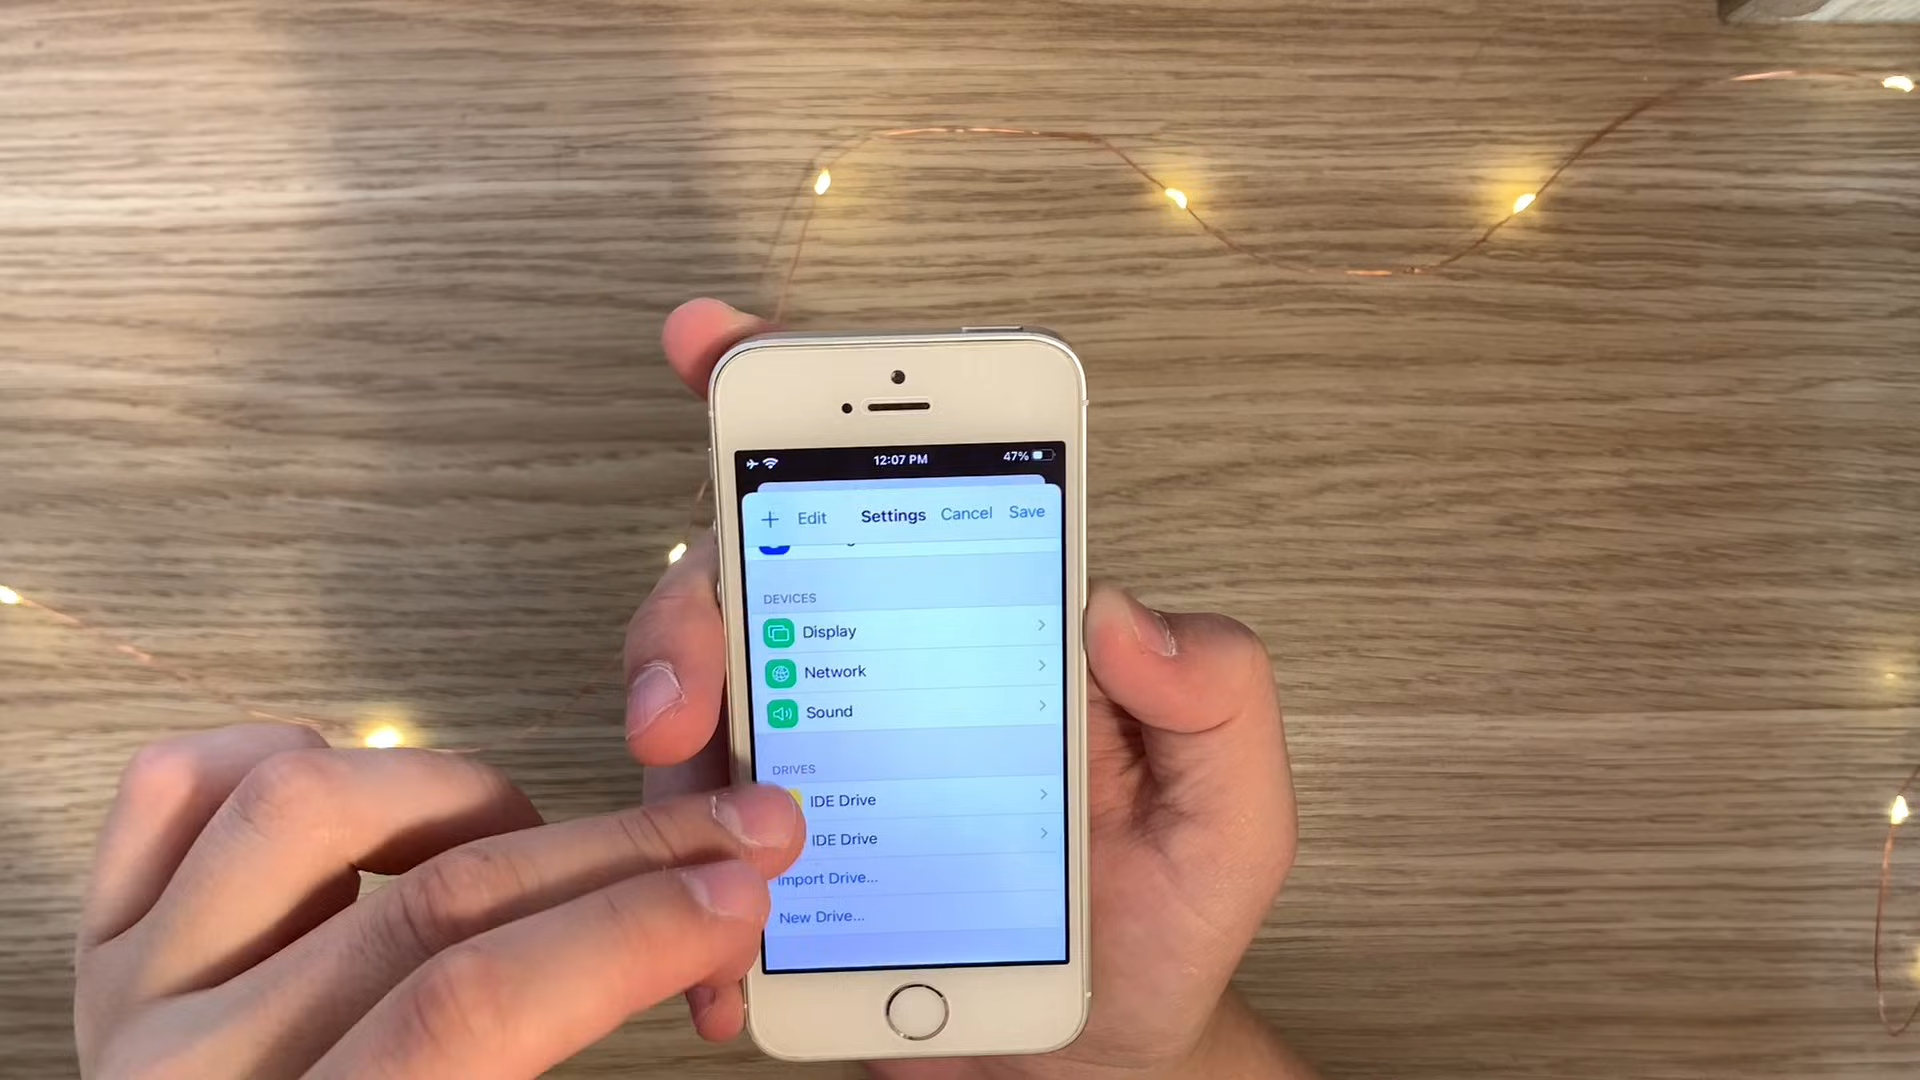 12:07 PM
47%
Edit
Settings
Cancel
Save
DEVICES
Display
Network
Sound
DRIVES
IDE Drive
IDE Drive
Import Drive...
New Drive...